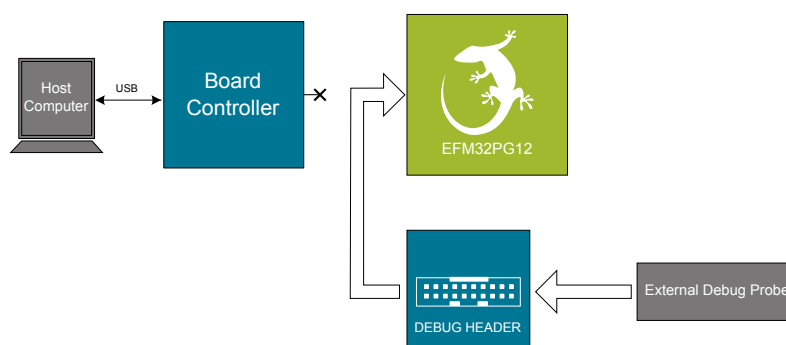 Host
Computer
USB
Board
Controller
EFM32PG12
DEBUG HEADER
External Debug Probe